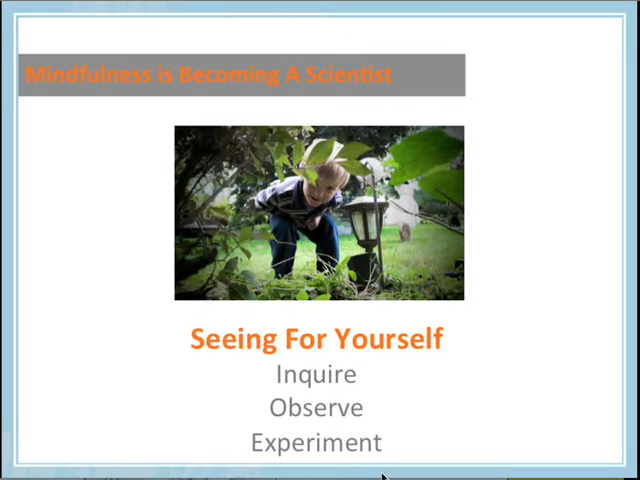 Mindfulness is Becoming A Scientist
Seeing For Yourself
Inquire
Observe
Experiment